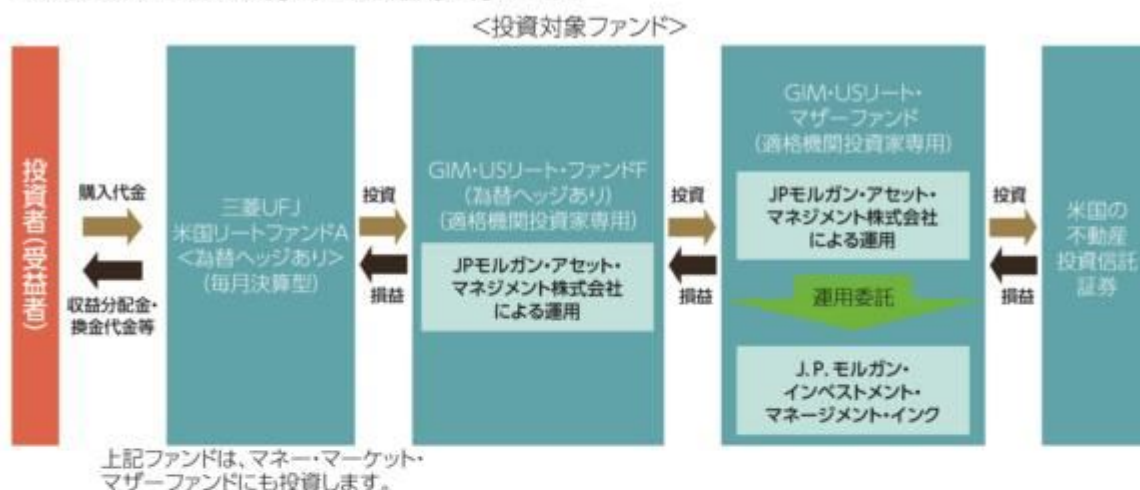 ＜投資対象ファンド＞
投資者（受益者）
購入代金
収益分配金・
換金代金等
三菱UFJ
米国リートファンドA
＜為替ヘッジあり＞
（毎月決算型）
投資
損益
GIM・USリート・ファンドF
（為替ヘッジあり）
（適格機関投資家専用）
JPモルガン・アセット・
マネジメント株式会社
による運用
投資
損益
GIM・USリート・
マザーファンド
（適格機関投資家専用）
JPモルガン・アセット・
マネジメント株式会社
による運用
運用委託
J.P.モルガン・
インベストメント・
マネージメント・インク
投資
損益
米国の
不動産
投資信託
証券
上記ファンドは、マネー・マーケット・
マザーファンドにも投資します。